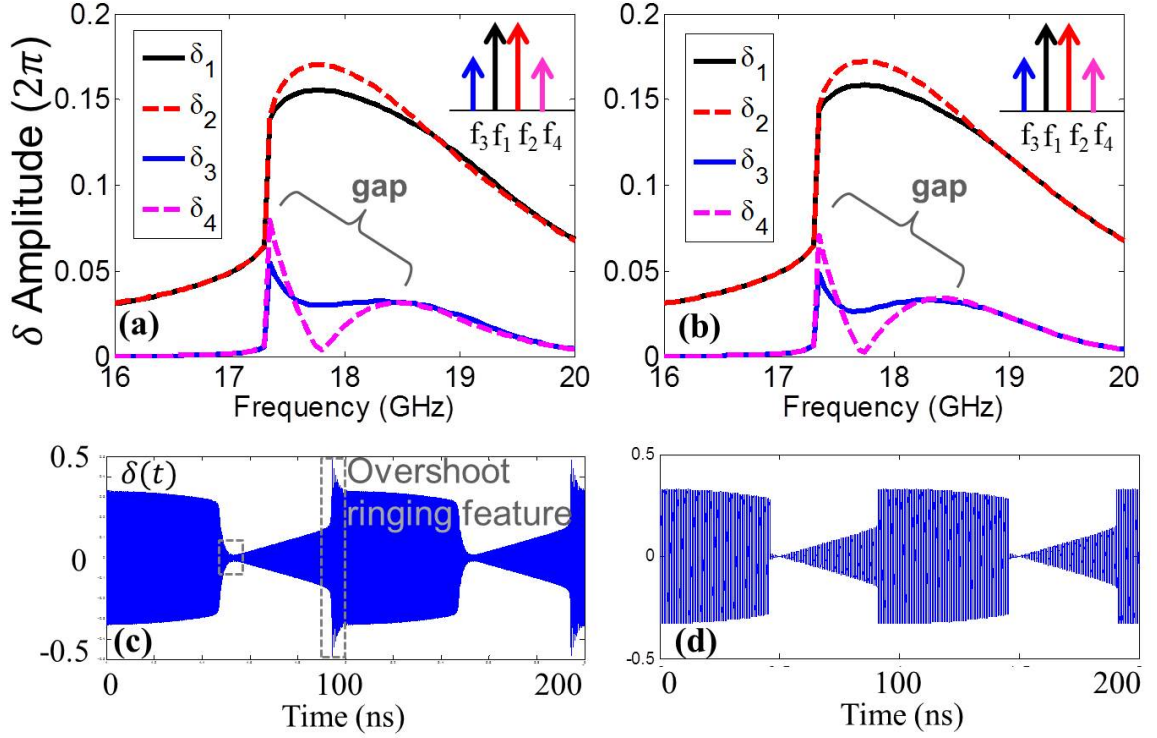 δ Amplitude (2π)
0.2
0.15
0.1
0.05
0
δ1
δ2
δ3
δ4
f3 f1 f2 f4
gap
(a)
16 17 18 19 20
Frequency (GHz)
0.2
0.15
0.1
0.05
0
δ1
δ2
δ3
δ4
f3 f1 f2 f4
gap
(b)
16 17 18 19 20
Frequency (GHz)
0.5
0
-0.5
δ(t)
Overshoot
ringing feature
(c)
0 100 200
Time (ns)
0.5
0
-0.5
(d)
0 100 200
Time (ns)